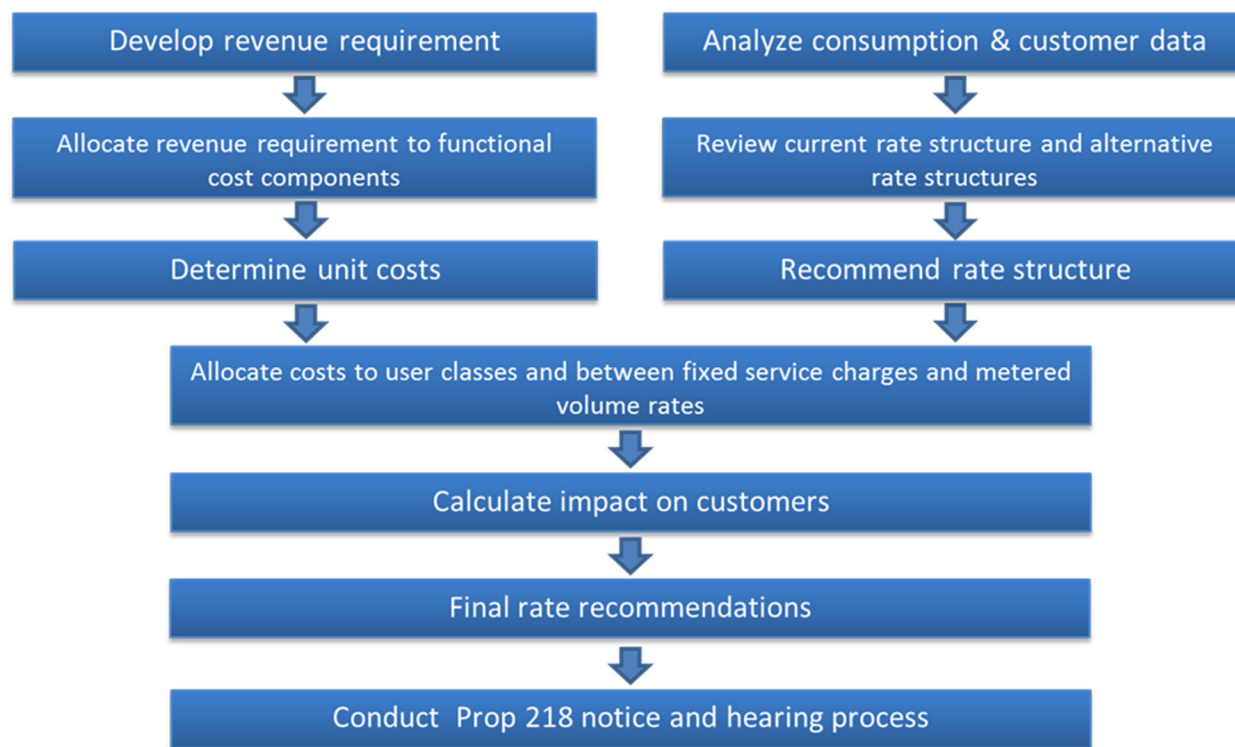 Develop revenue requirement
Analyze consumption & customer data
Allocate revenue requirement to functional
cost components
Review current rate structure and alternative
rate structures
Determine unit costs
Recommend rate structure
Allocate costs to user classes and between fixed service charges and metered
volume rates
Calculate impact on customers
Final rate recommendations
Conduct  Prop 218 notice and hearing process